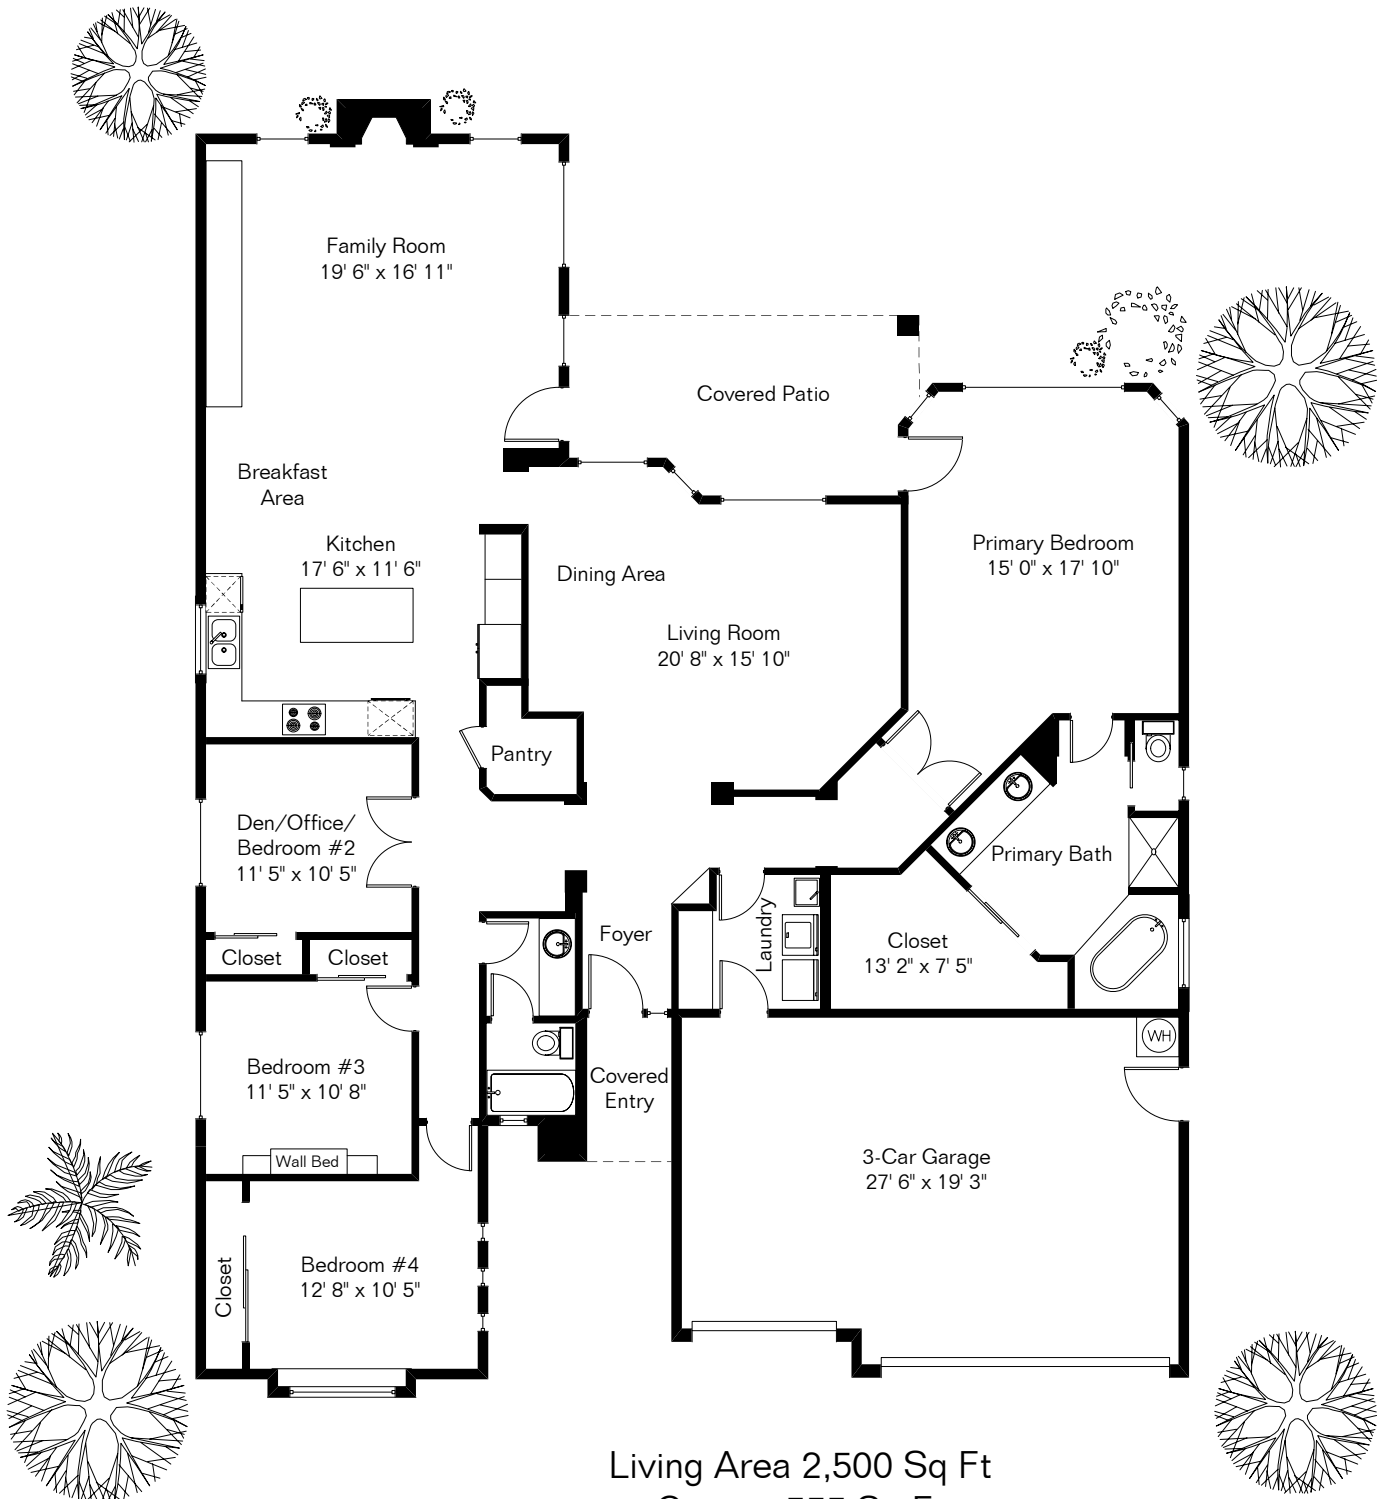 Family Room
19' 6" x 16' 11"
Covered Patio
Breakfast
Area
Kitchen
17' 6" x 11' 6"
Dining Area
Primary Bedroom
15' 0" x 17' 10"
Living Room
20' 8" x 15' 10"
Pantry
Den/Office/
Bedroom #2
11' 5" x 10' 5"
Primary Bath
Closet
Closet
Foyer
Laundry
Closet
13' 2" x 7' 5"
WH
Bedroom #3
11' 5" x 10' 8"
Covered
Entry
Wall Bed
3-Car Garage
27' 6" x 19' 3"
Closet
Bedroom #4
12' 8" x 10' 5"
Living Area 2,500 Sq Ft